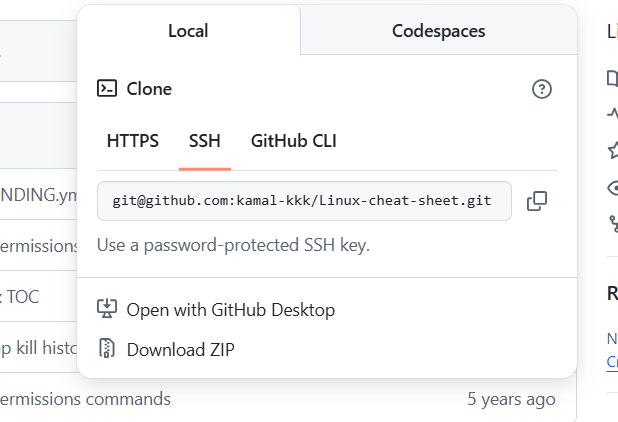 Local
Codespaces
Clone
HTTPS
SSH
GitHub CLI
git@github.com:kamal-kkk/Linux-cheat-sheet.git
Use a password-protected SSH key.
Open with GitHub Desktop
Download ZIP
NDING.ym
ermissions
TOC
p kill histo
ermissions commands
5 years ago
Li
R
N
Cr